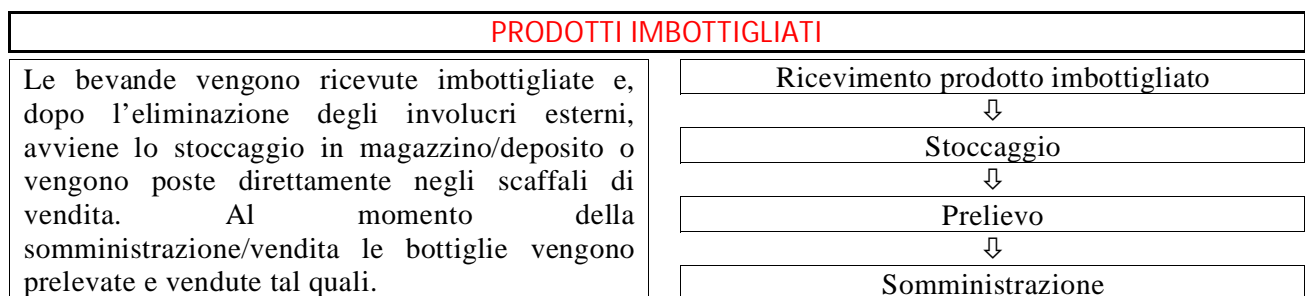 PRODOTTI IMBOTTIGLIATI
Le bevande vengono ricevute imbottigliate e,
dopo l’eliminazione degli involucri esterni,
avviene lo stoccaggio in magazzino/deposito o
vengono poste direttamente negli scaffali di
vendita. Al momento della
somministrazione/vendita le bottiglie vengono
prelevate e vendute tal quali.
Ricevimento prodotto imbottigliato
⇩
Stoccaggio
⇩
Prelievo
⇩
Somministrazione